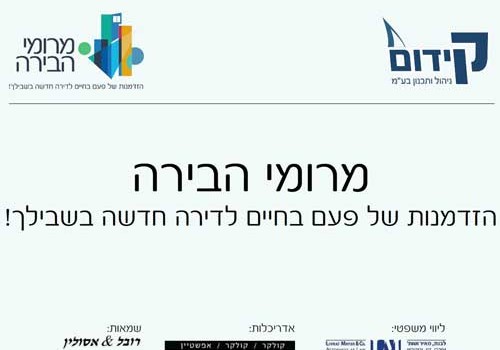 קידום
ניהול ותכנון בע"מ
מרומי
הבירה
הזדמנות של פעם בחיים לדירה חדשה בשבילך!
מרומי הבירה
הזדמנות של פעם בחיים לדירה חדשה בשבילך!
ליווי משפטי:
אדריכלות:
קולקר / קולקר / אפשטיין
שמאות:
רובל & אסולין